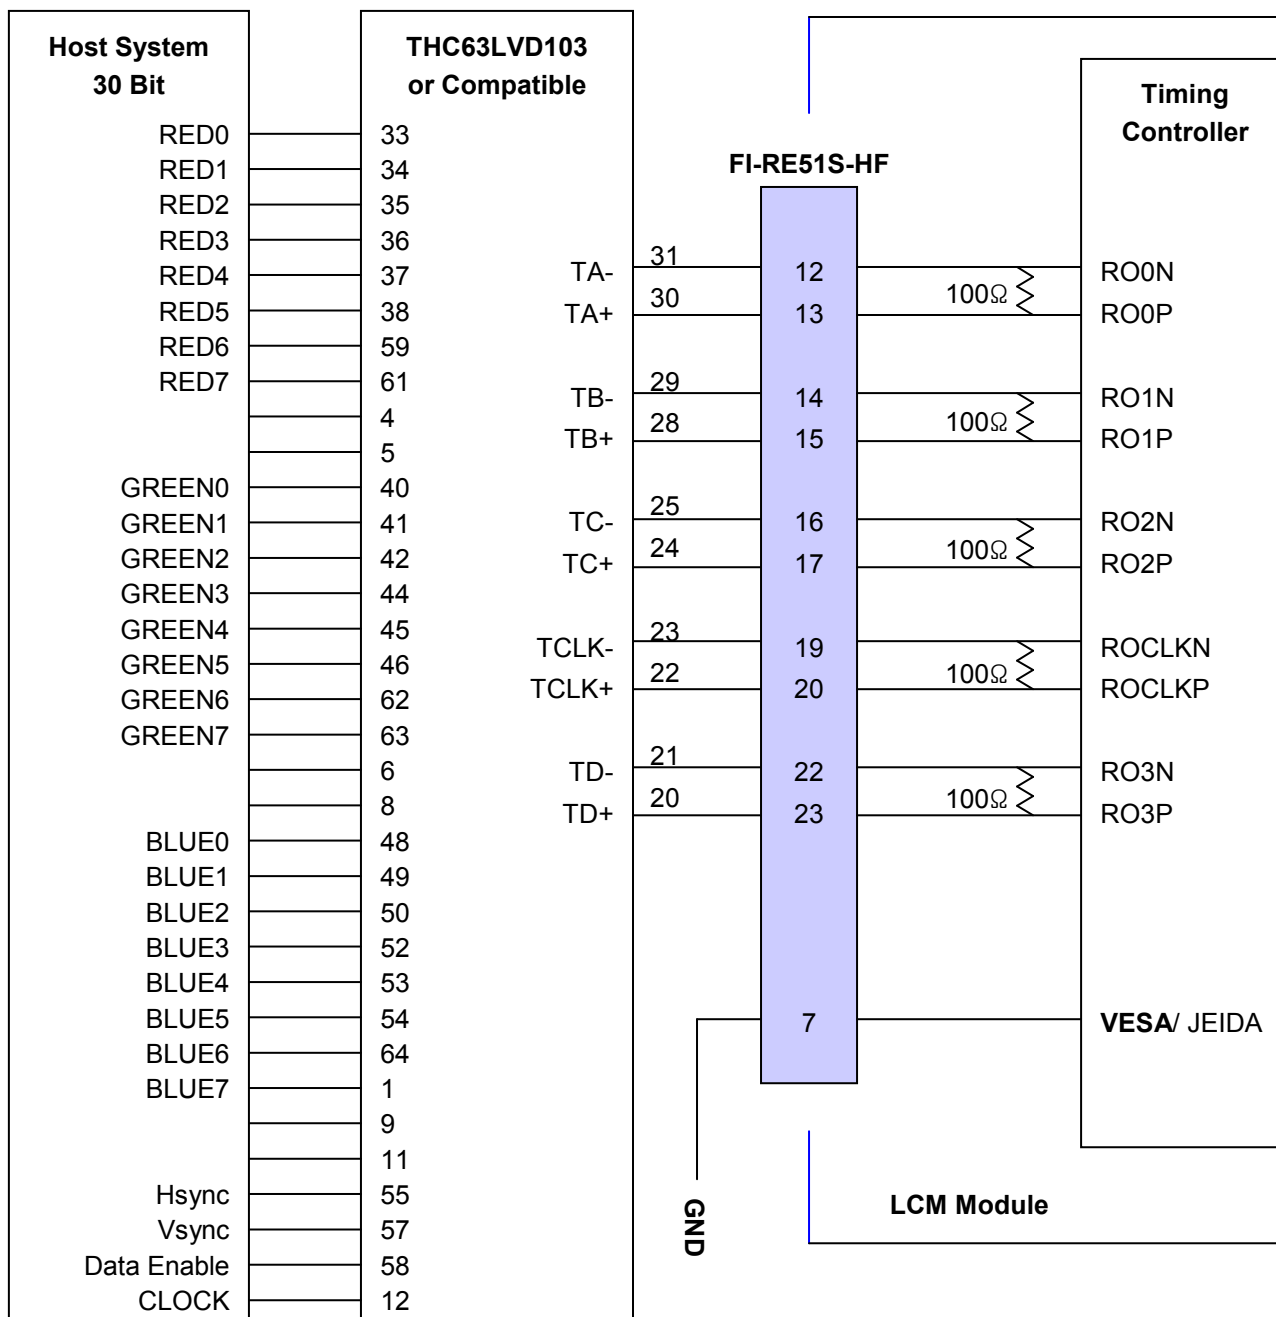 Host System
30 Bit
RED0
RED1
RED2
RED3
RED4
RED5
RED6
RED7
GREEN0
GREEN1
GREEN2
GREEN3
GREEN4
GREEN5
GREEN6
GREEN7
BLUE0
BLUE1
BLUE2
BLUE3
BLUE4
BLUE5
BLUE6
BLUE7
Hsync
Vsync
Data Enable
CLOCK
THC63LVD103
or Compatible
33
34
35
36
37
38
59
61
4
5
40
41
42
44
45
46
62
63
6
8
48
49
50
52
53
54
64
1
9
11
55
57
58
12
TA-
TA+
TB-
TB+
TC-
TC+
TCLK-
TCLK+
TD-
TD+
31
30
29
28
25
24
23
22
21
20
GND
FI-RE51S-HF
12
13
14
15
16
17
19
20
22
23
7
100Ω
100Ω
100Ω
100Ω
100Ω
Timing
Controller
RO0N
RO0P
RO1N
RO1P
RO2N
RO2P
ROCLKN
ROCLKP
RO3N
RO3P
VESA/ JEIDA
LCM Module